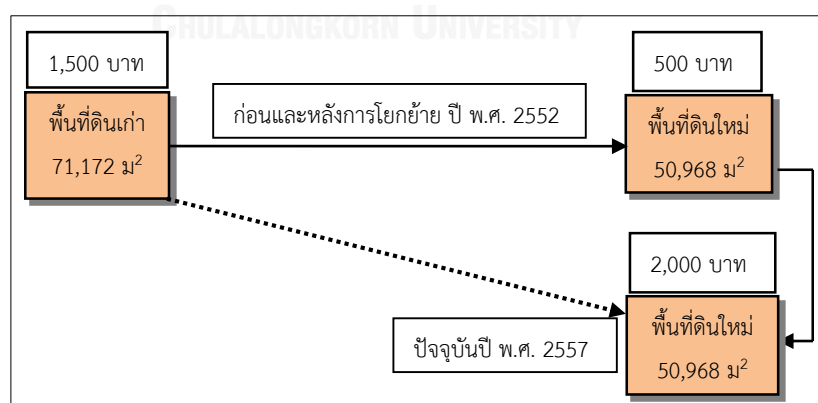 CHULALONGKORN UNIVERSITY
1,500 บาท
500 บาท
พื้นที่ดินเก่า
71,172 ม²
ก่อนและหลังการโยกย้าย ปี พ.ศ. 2552
พื้นที่ดินใหม่
50,968 ม²
2,000 บาท
ปัจจุบันปี พ.ศ. 2557
พื้นที่ดินใหม่
50,968 ม²